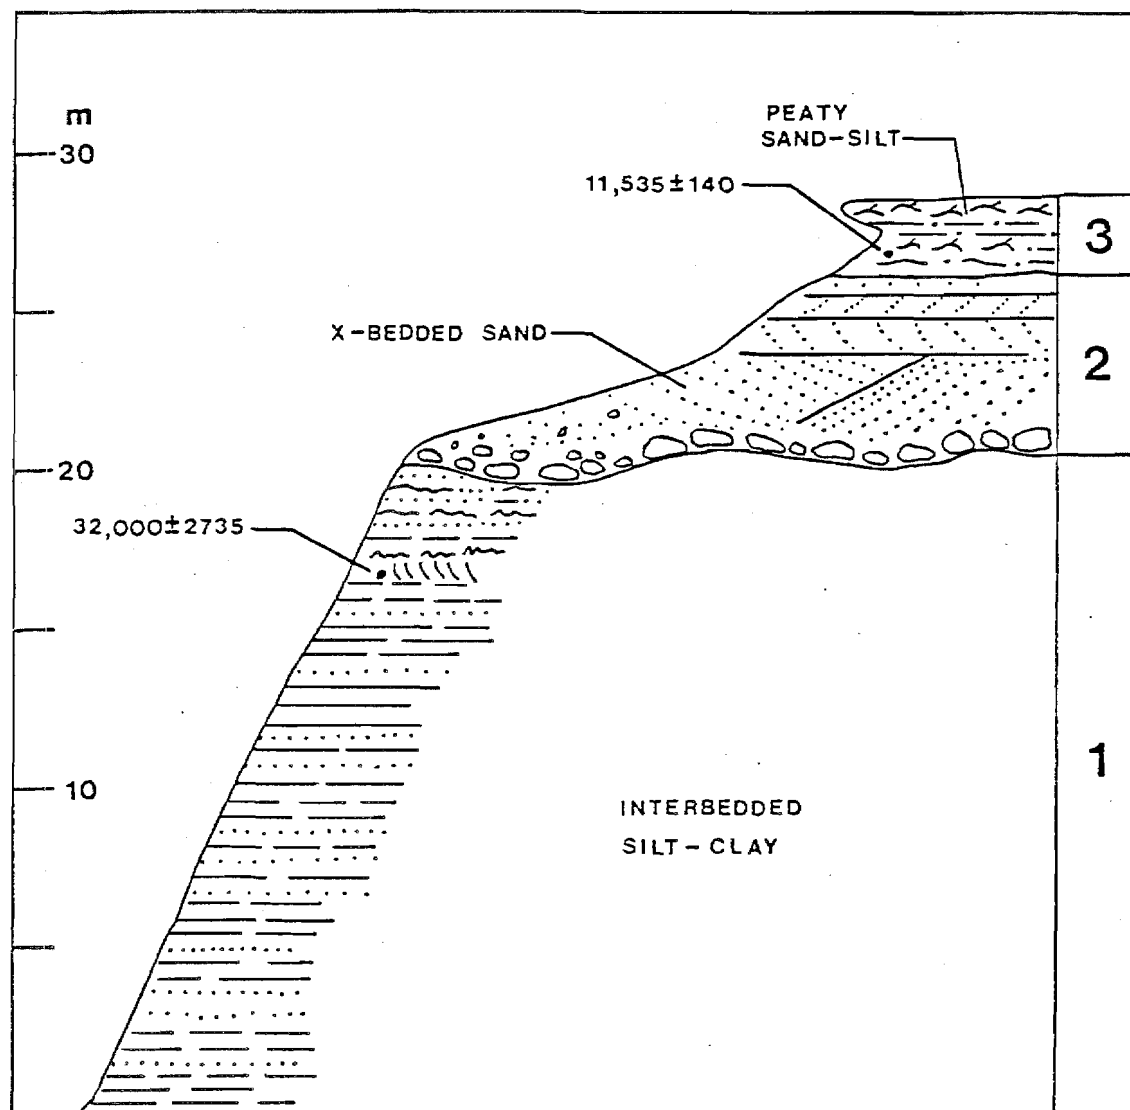 m
30
PEATY
SAND-SILT
11,535±140
3
X-BEDDED SAND
2
20
32,000±2735
10
1
INTERBEDDED
SILT-CLAY